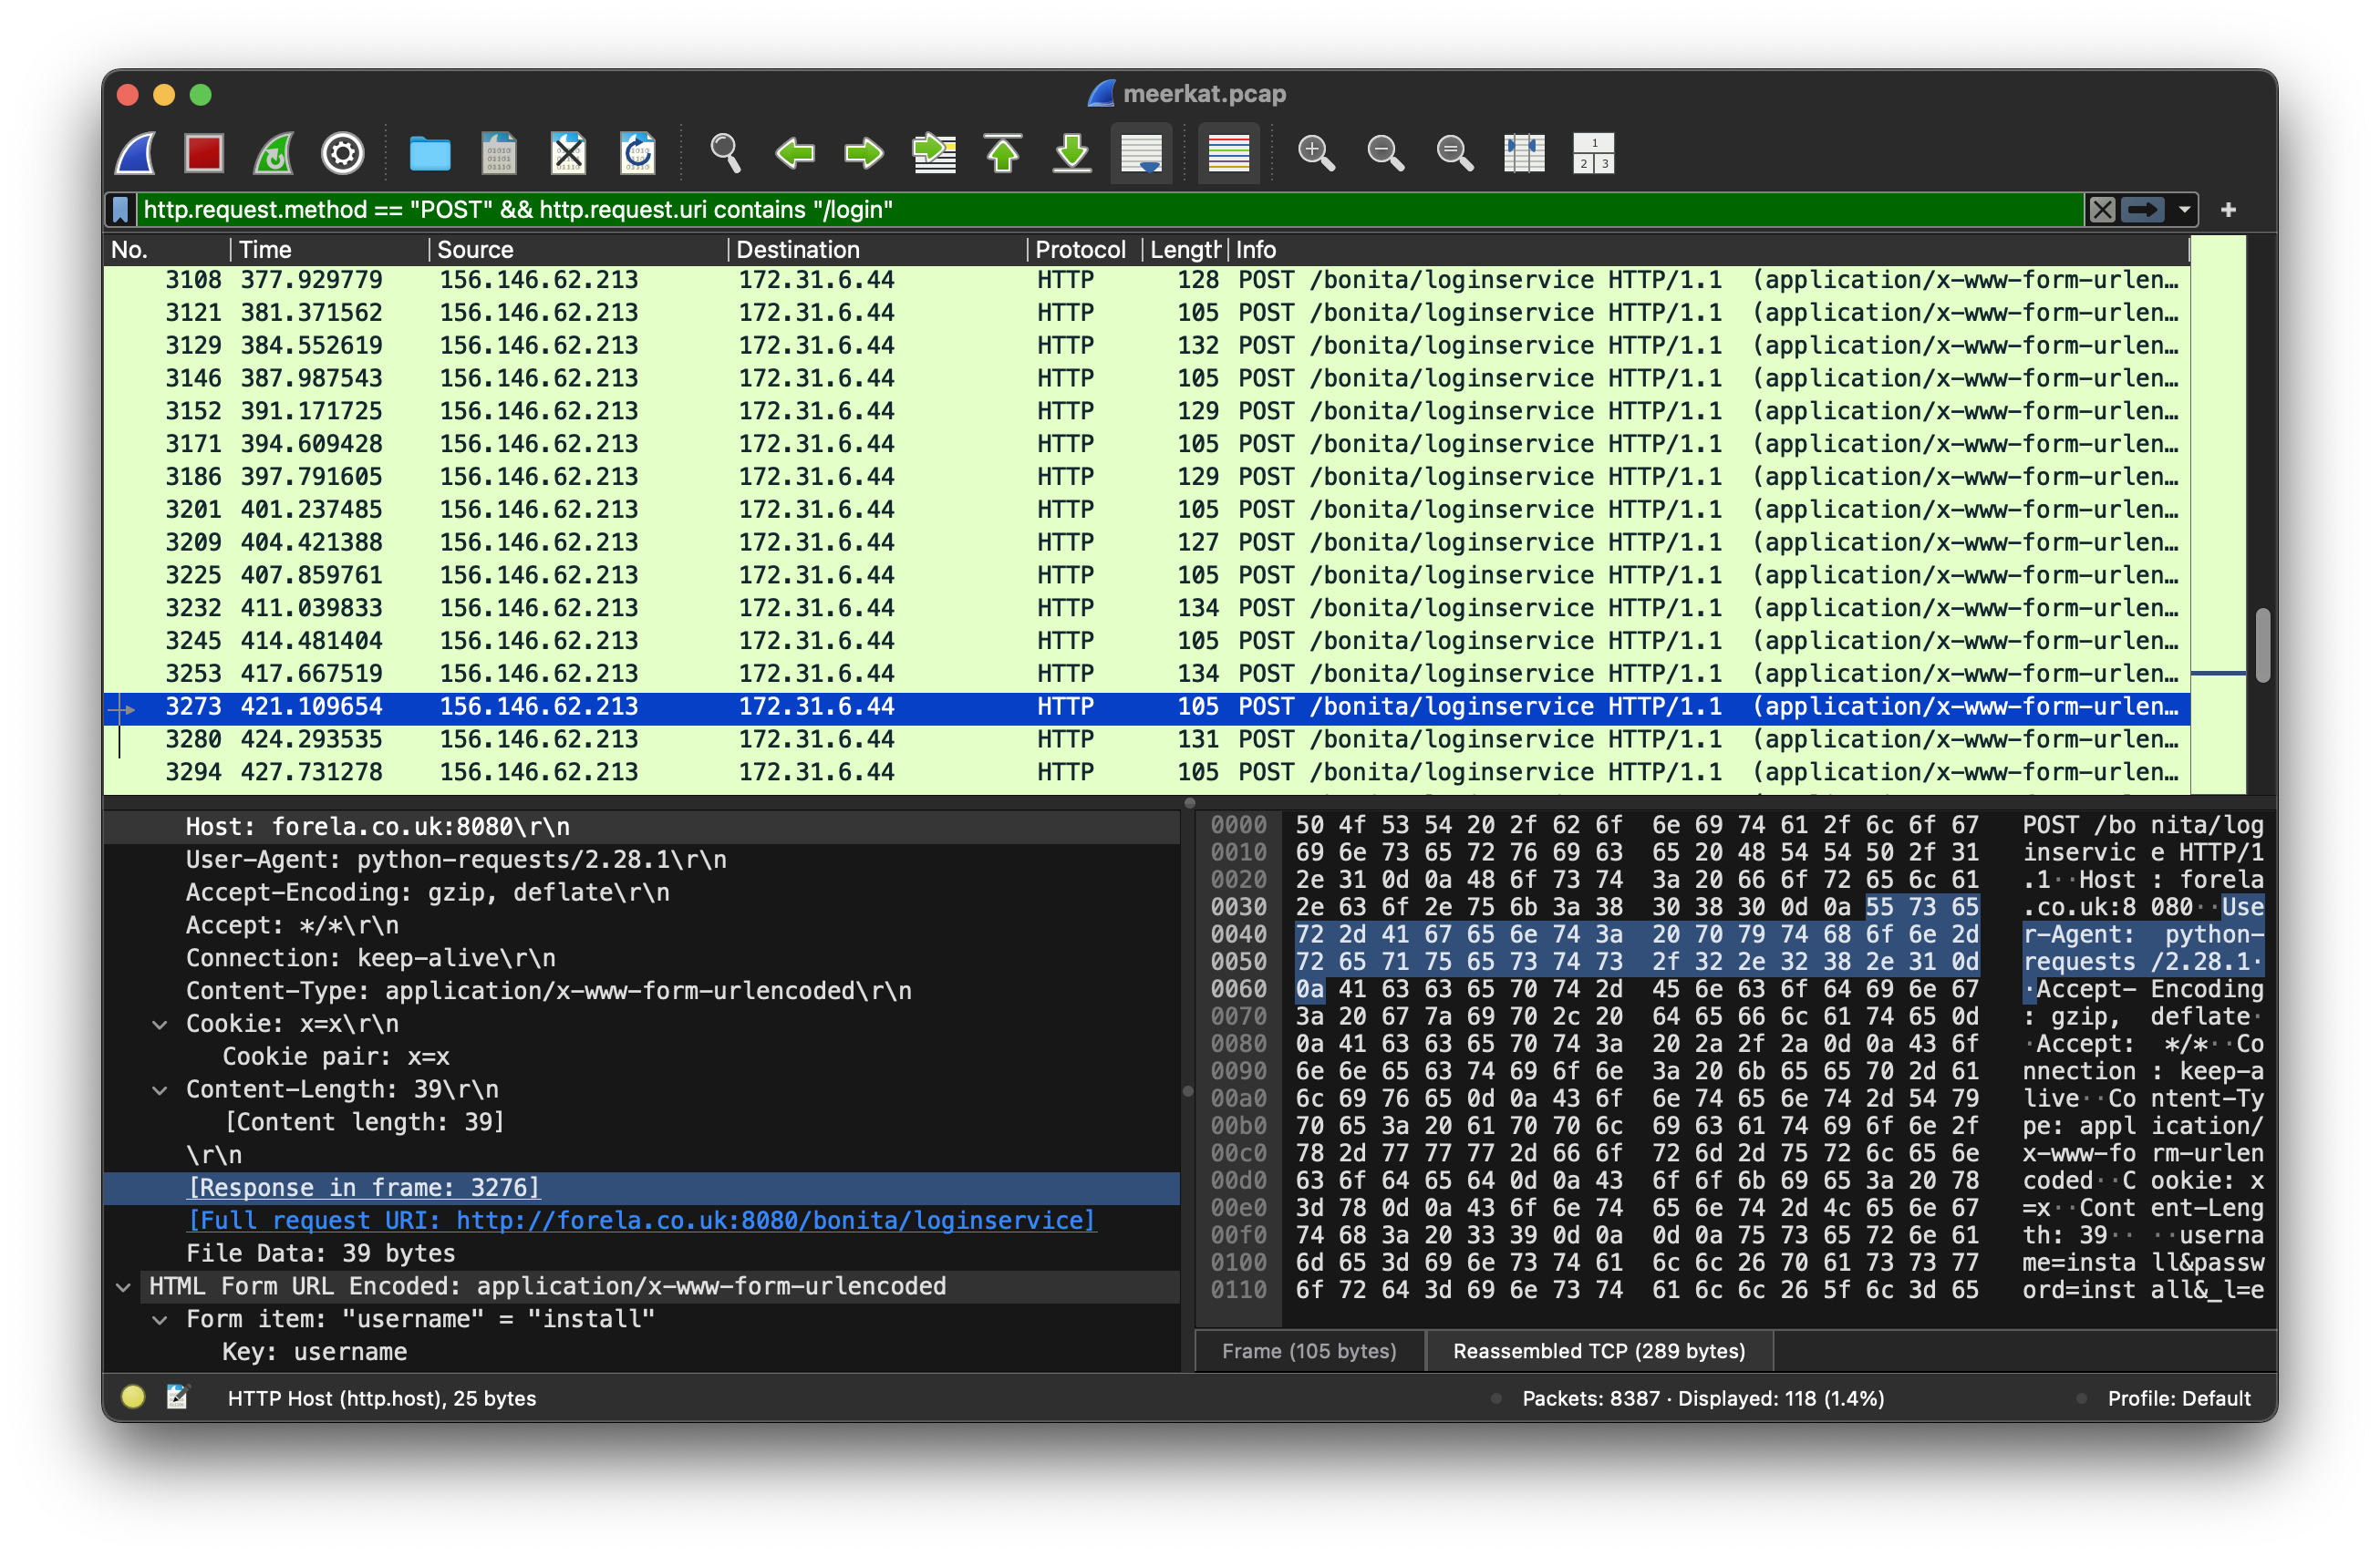 meerkat.pcap
http.request.method == "POST" && http.request.uri contains "/login"
No. Time Source Destination Protocol Length Info
3108 377.929779 156.146.62.213 172.31.6.44 HTTP 128 POST /bonita/loginservice HTTP/1.1 (application/x-www-form-urlen…
3121 381.371562 156.146.62.213 172.31.6.44 HTTP 105 POST /bonita/loginservice HTTP/1.1 (application/x-www-form-urlen…
3129 384.552619 156.146.62.213 172.31.6.44 HTTP 132 POST /bonita/loginservice HTTP/1.1 (application/x-www-form-urlen…
3146 387.987543 156.146.62.213 172.31.6.44 HTTP 105 POST /bonita/loginservice HTTP/1.1 (application/x-www-form-urlen…
3152 391.171725 156.146.62.213 172.31.6.44 HTTP 129 POST /bonita/loginservice HTTP/1.1 (application/x-www-form-urlen…
3171 394.609428 156.146.62.213 172.31.6.44 HTTP 105 POST /bonita/loginservice HTTP/1.1 (application/x-www-form-urlen…
3186 397.791605 156.146.62.213 172.31.6.44 HTTP 129 POST /bonita/loginservice HTTP/1.1 (application/x-www-form-urlen…
3201 401.237485 156.146.62.213 172.31.6.44 HTTP 105 POST /bonita/loginservice HTTP/1.1 (application/x-www-form-urlen…
3209 404.421388 156.146.62.213 172.31.6.44 HTTP 127 POST /bonita/loginservice HTTP/1.1 (application/x-www-form-urlen…
3225 407.859761 156.146.62.213 172.31.6.44 HTTP 105 POST /bonita/loginservice HTTP/1.1 (application/x-www-form-urlen…
3232 411.039833 156.146.62.213 172.31.6.44 HTTP 134 POST /bonita/loginservice HTTP/1.1 (application/x-www-form-urlen…
3245 414.481404 156.146.62.213 172.31.6.44 HTTP 105 POST /bonita/loginservice HTTP/1.1 (application/x-www-form-urlen…
3253 417.667519 156.146.62.213 172.31.6.44 HTTP 134 POST /bonita/loginservice HTTP/1.1 (application/x-www-form-urlen…
3273 421.109654 156.146.62.213 172.31.6.44 HTTP 105 POST /bonita/loginservice HTTP/1.1 (application/x-www-form-urlen…
3280 424.293535 156.146.62.213 172.31.6.44 HTTP 131 POST /bonita/loginservice HTTP/1.1 (application/x-www-form-urlen…
3294 427.731278 156.146.62.213 172.31.6.44 HTTP 105 POST /bonita/loginservice HTTP/1.1 (application/x-www-form-urlen…
Host: forela.co.uk:8080\r\n
User-Agent: python-requests/2.28.1\r\n
Accept-Encoding: gzip, deflate\r\n
Accept: */*\r\n
Connection: keep-alive\r\n
Content-Type: application/x-www-form-urlencoded\r\n
Cookie: x=x\r\n
Cookie pair: x=x
Content-Length: 39\r\n
[Content length: 39]
\r\n
[Response in frame: 3276]
[Full request URI: http://forela.co.uk:8080/bonita/loginservice]
File Data: 39 bytes
HTML Form URL Encoded: application/x-www-form-urlencoded
Form item: "username" = "install"
Key: username
0000 50 4f 53 54 20 2f 62 6f 6e 69 74 61 2f 6c 6f 67 POST /bo nita/log
0010 69 6e 73 65 72 76 69 63 65 20 48 54 54 50 2f 31 inservic e HTTP/1
0020 2e 31 0d 0a 48 6f 73 74 3a 20 66 6f 72 65 6c 61 .1··Host : forela
0030 2e 63 6f 2e 75 6b 3a 38 30 38 30 0d 0a 55 73 65 .co.uk:8 080··Use
0040 72 2d 41 67 65 6e 74 3a 20 70 79 74 68 6f 6e 2d r-Agent: python-
0050 72 65 71 75 65 73 74 73 2f 32 2e 32 38 2e 31 0d requests /2.28.1·
0060 0a 41 63 63 65 70 74 2d 45 6e 63 6f 64 69 6e 67 ·Accept- Encoding
0070 3a 20 67 7a 69 70 2c 20 64 65 66 6c 61 74 65 0d : gzip, deflate·
0080 0a 41 63 63 65 70 74 3a 20 2a 2f 2a 0d 0a 43 6f ·Accept: */*··Co
0090 6e 6e 65 63 74 69 6f 6e 3a 20 6b 65 65 70 2d 61 nnection : keep-a
00a0 6c 69 76 65 0d 0a 43 6f 6e 74 65 6e 74 2d 54 79 live··Co ntent-Ty
00b0 70 65 3a 20 61 70 70 6c 69 63 61 74 69 6f 6e 2f pe: appl ication/
00c0 78 2d 77 77 77 2d 66 6f 72 6d 2d 75 72 6c 65 6e x-www-fo rm-urlen
00d0 63 6f 64 65 64 0d 0a 43 6f 6f 6b 69 65 3a 20 78 coded··C ookie: x
00e0 3d 78 0d 0a 43 6f 6e 74 65 6e 74 2d 4c 65 6e 67 =x··Cont ent-Leng
00f0 74 68 3a 20 33 39 0d 0a 0d 0a 75 73 65 72 6e 61 th: 39·· ··userna
0100 6d 65 3d 69 6e 73 74 61 6c 6c 26 70 61 73 73 77 me=insta ll&passw
0110 6f 72 64 3d 69 6e 73 74 61 6c 6c 26 5f 6c 3d 65 ord=inst all&_l=e
Frame (105 bytes) Reassembled TCP (289 bytes)
HTTP Host (http.host), 25 bytes Packets: 8387 · Displayed: 118 (1.4%) Profile: Default